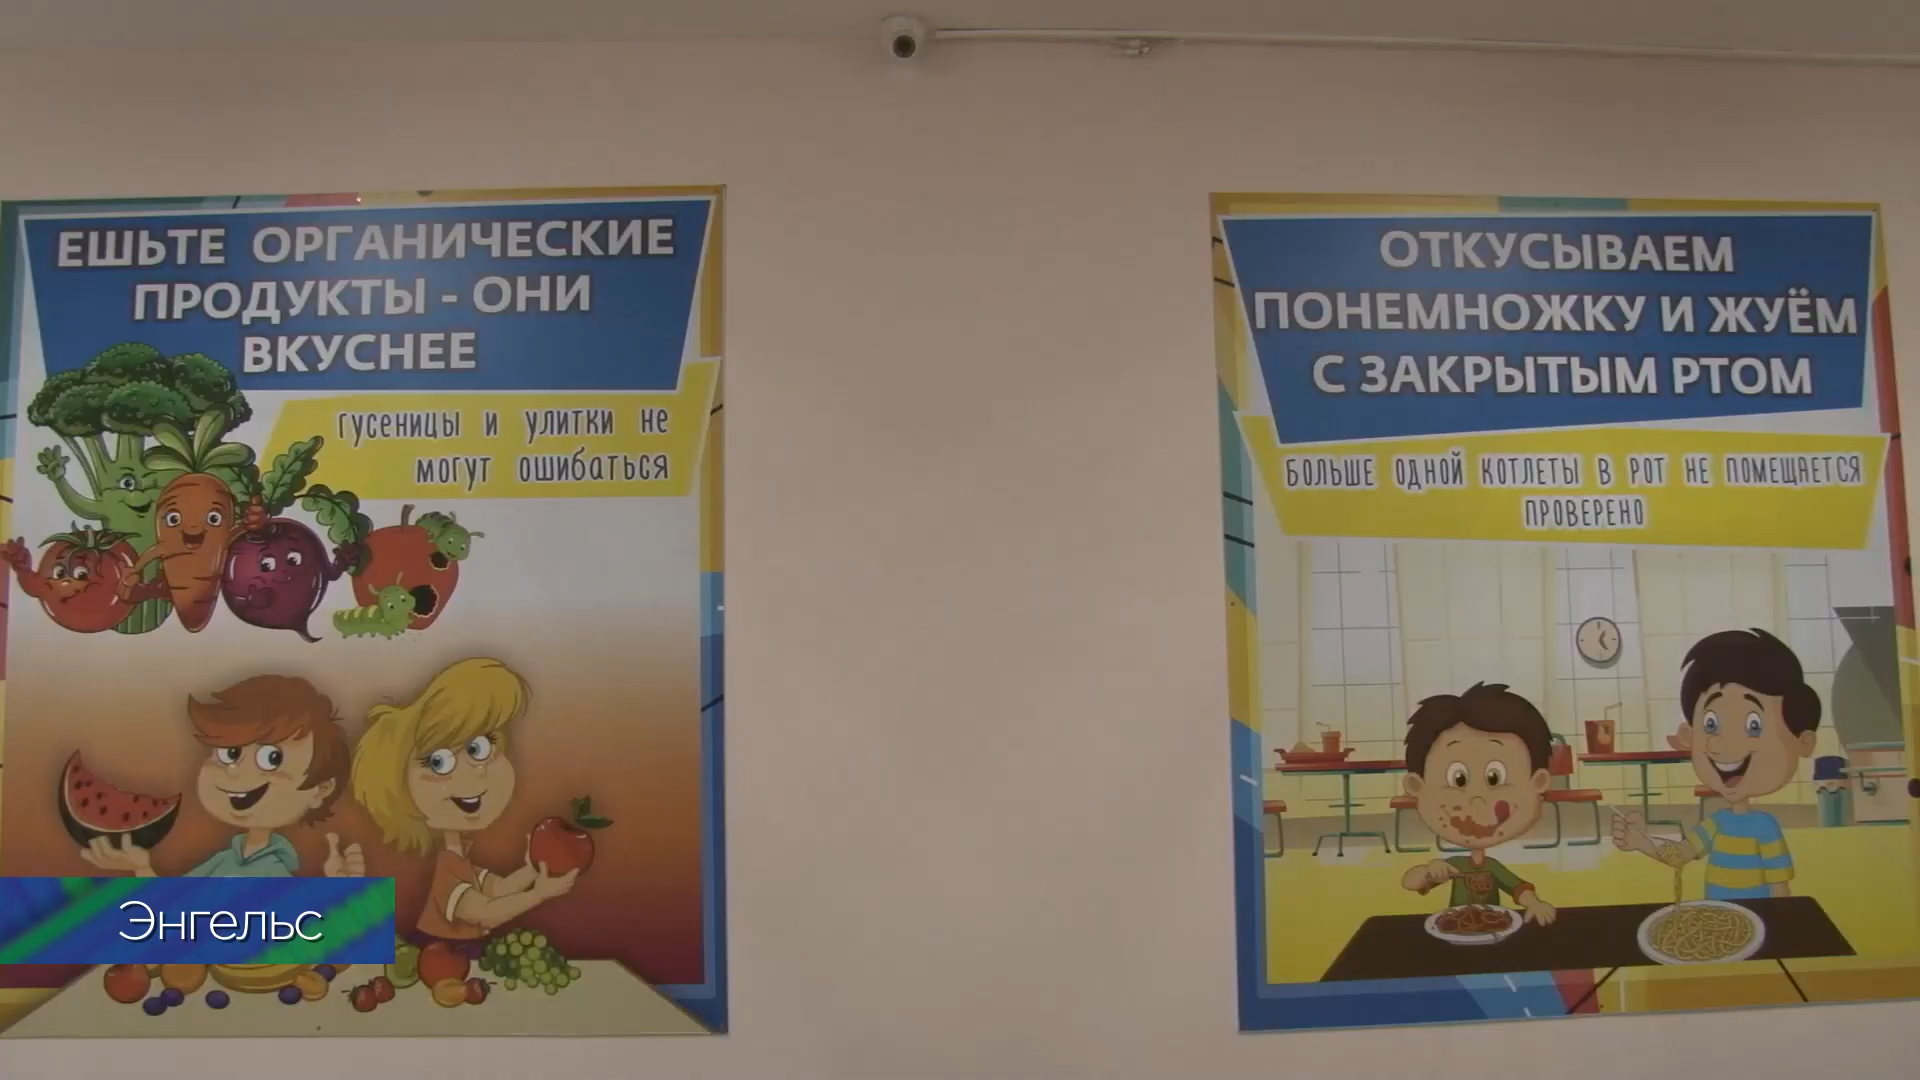 ЕШЬТЕ ОРГАНИЧЕСКИЕ
ПРОДУКТЫ - ОНИ
ВКУСНЕЕ
ГУСЕНИЦЫ И УЛИТКИ НЕ
МОГУТ ОШИБАТЬСЯ
ОТКУСЫВАЕМ
ПОНЕМНОЖКУ И ЖУЁМ
С ЗАКРЫТЫМ РТОМ
БОЛЬШЕ ОДНОЙ КОТЛЕТЫ В РОТ НЕ ПОМЕЩАЕТСЯ
ПРОВЕРЕНО
Энгельс